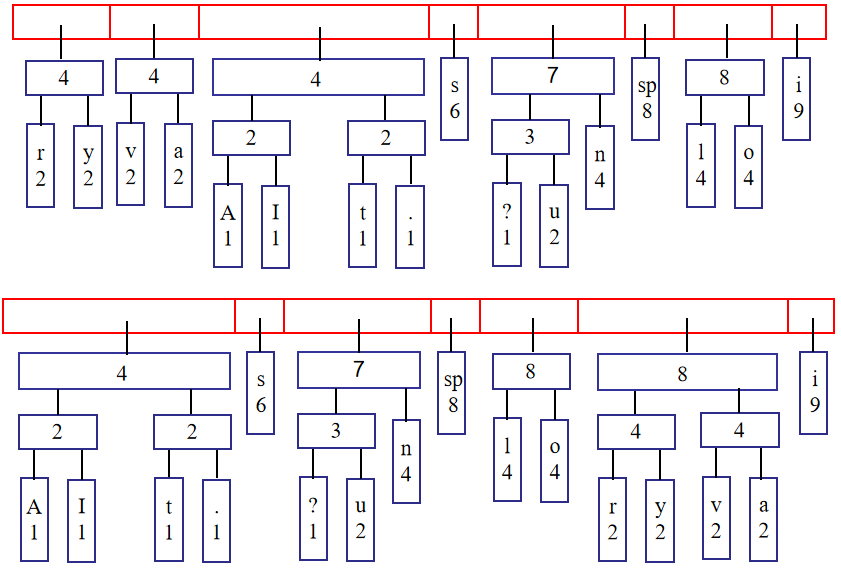 4 4 4 s 6 7 sp 8 8 i 9
2 2 3
r 2 y 2 v 2 a 2 n 4 l 4 o 4
A 1 I 1 t 1 . 1 ? 1 u 2
4 s 6 7 sp 8 8 8 i 9
2 2 3 4 4
n 4 l 4 o 4
A 1 I 1 t 1 . 1 ? 1 u 2 r 2 y 2 v 2 a 2